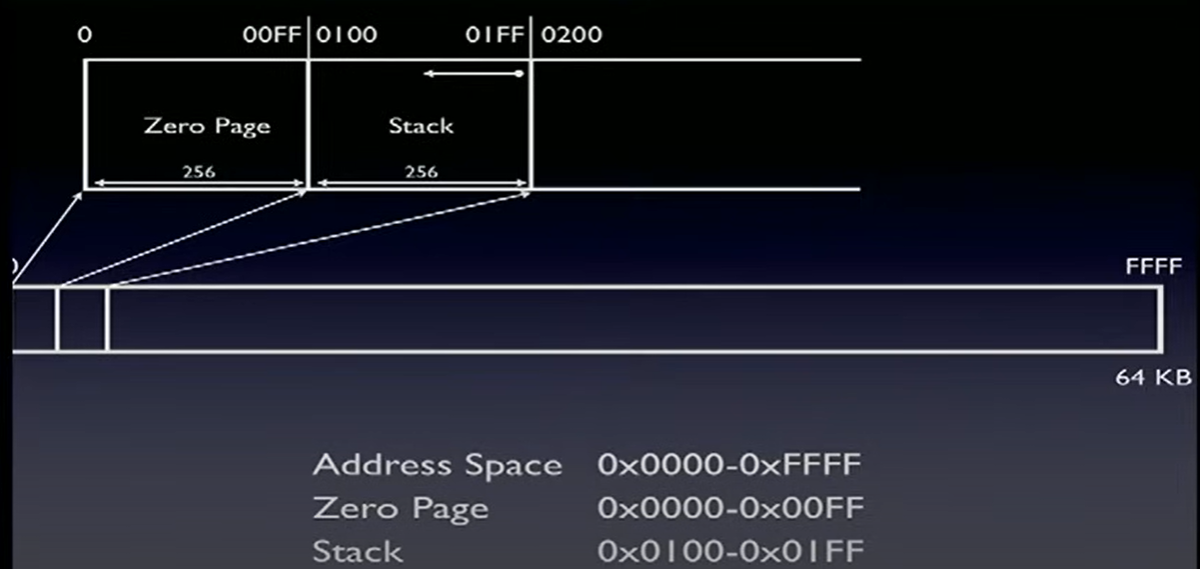 0 00FF 0100 01FF 0200
Zero Page Stack
256 256
FFFF
64 KB
Address Space 0x0000-0xFFFF
Zero Page 0x0000-0x00FF
Stack 0x0100-0x01FF